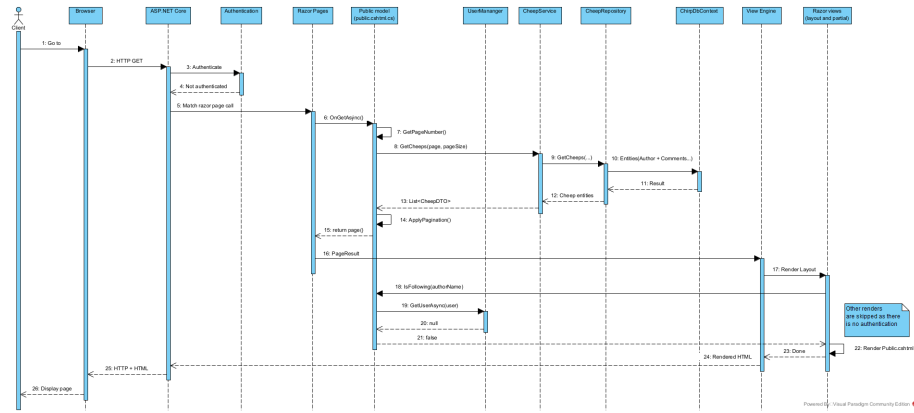 Browser
ASP.NET Core
Authentication
Razor Pages
Public model
(public.cshtml.cs)
UserMananger
CheepService
CheepRepository
ChirpDbContext
View Engine
Razor views
(layout and partial)
Client
1: Go to
2: HTTP GET
3: Authenticate
4: Not authenticated
5: Match razor page call
6: OnGetAsync()
7: GetPageNumber()
8: GetCheeps(page, pageSize)
9: GetCheeps(...)
10: Entities(Author + Comments,..)
11: Result
12: Cheep entities
13: List<CheepDTO>
14: ApplyPagination()
15: return page()
16: PageResult
17: Render Layout
18: IsFollowing(authorName)
19: GetUserAsync(user)
20: null
21: false
Other renders
are skipped as there
is no authentication
22: Render Public.cshtml
23: Done
24: Rendered HTML
25: HTTP + HTML
26: Display page
Powered By: Visual Paradigm Community Edition